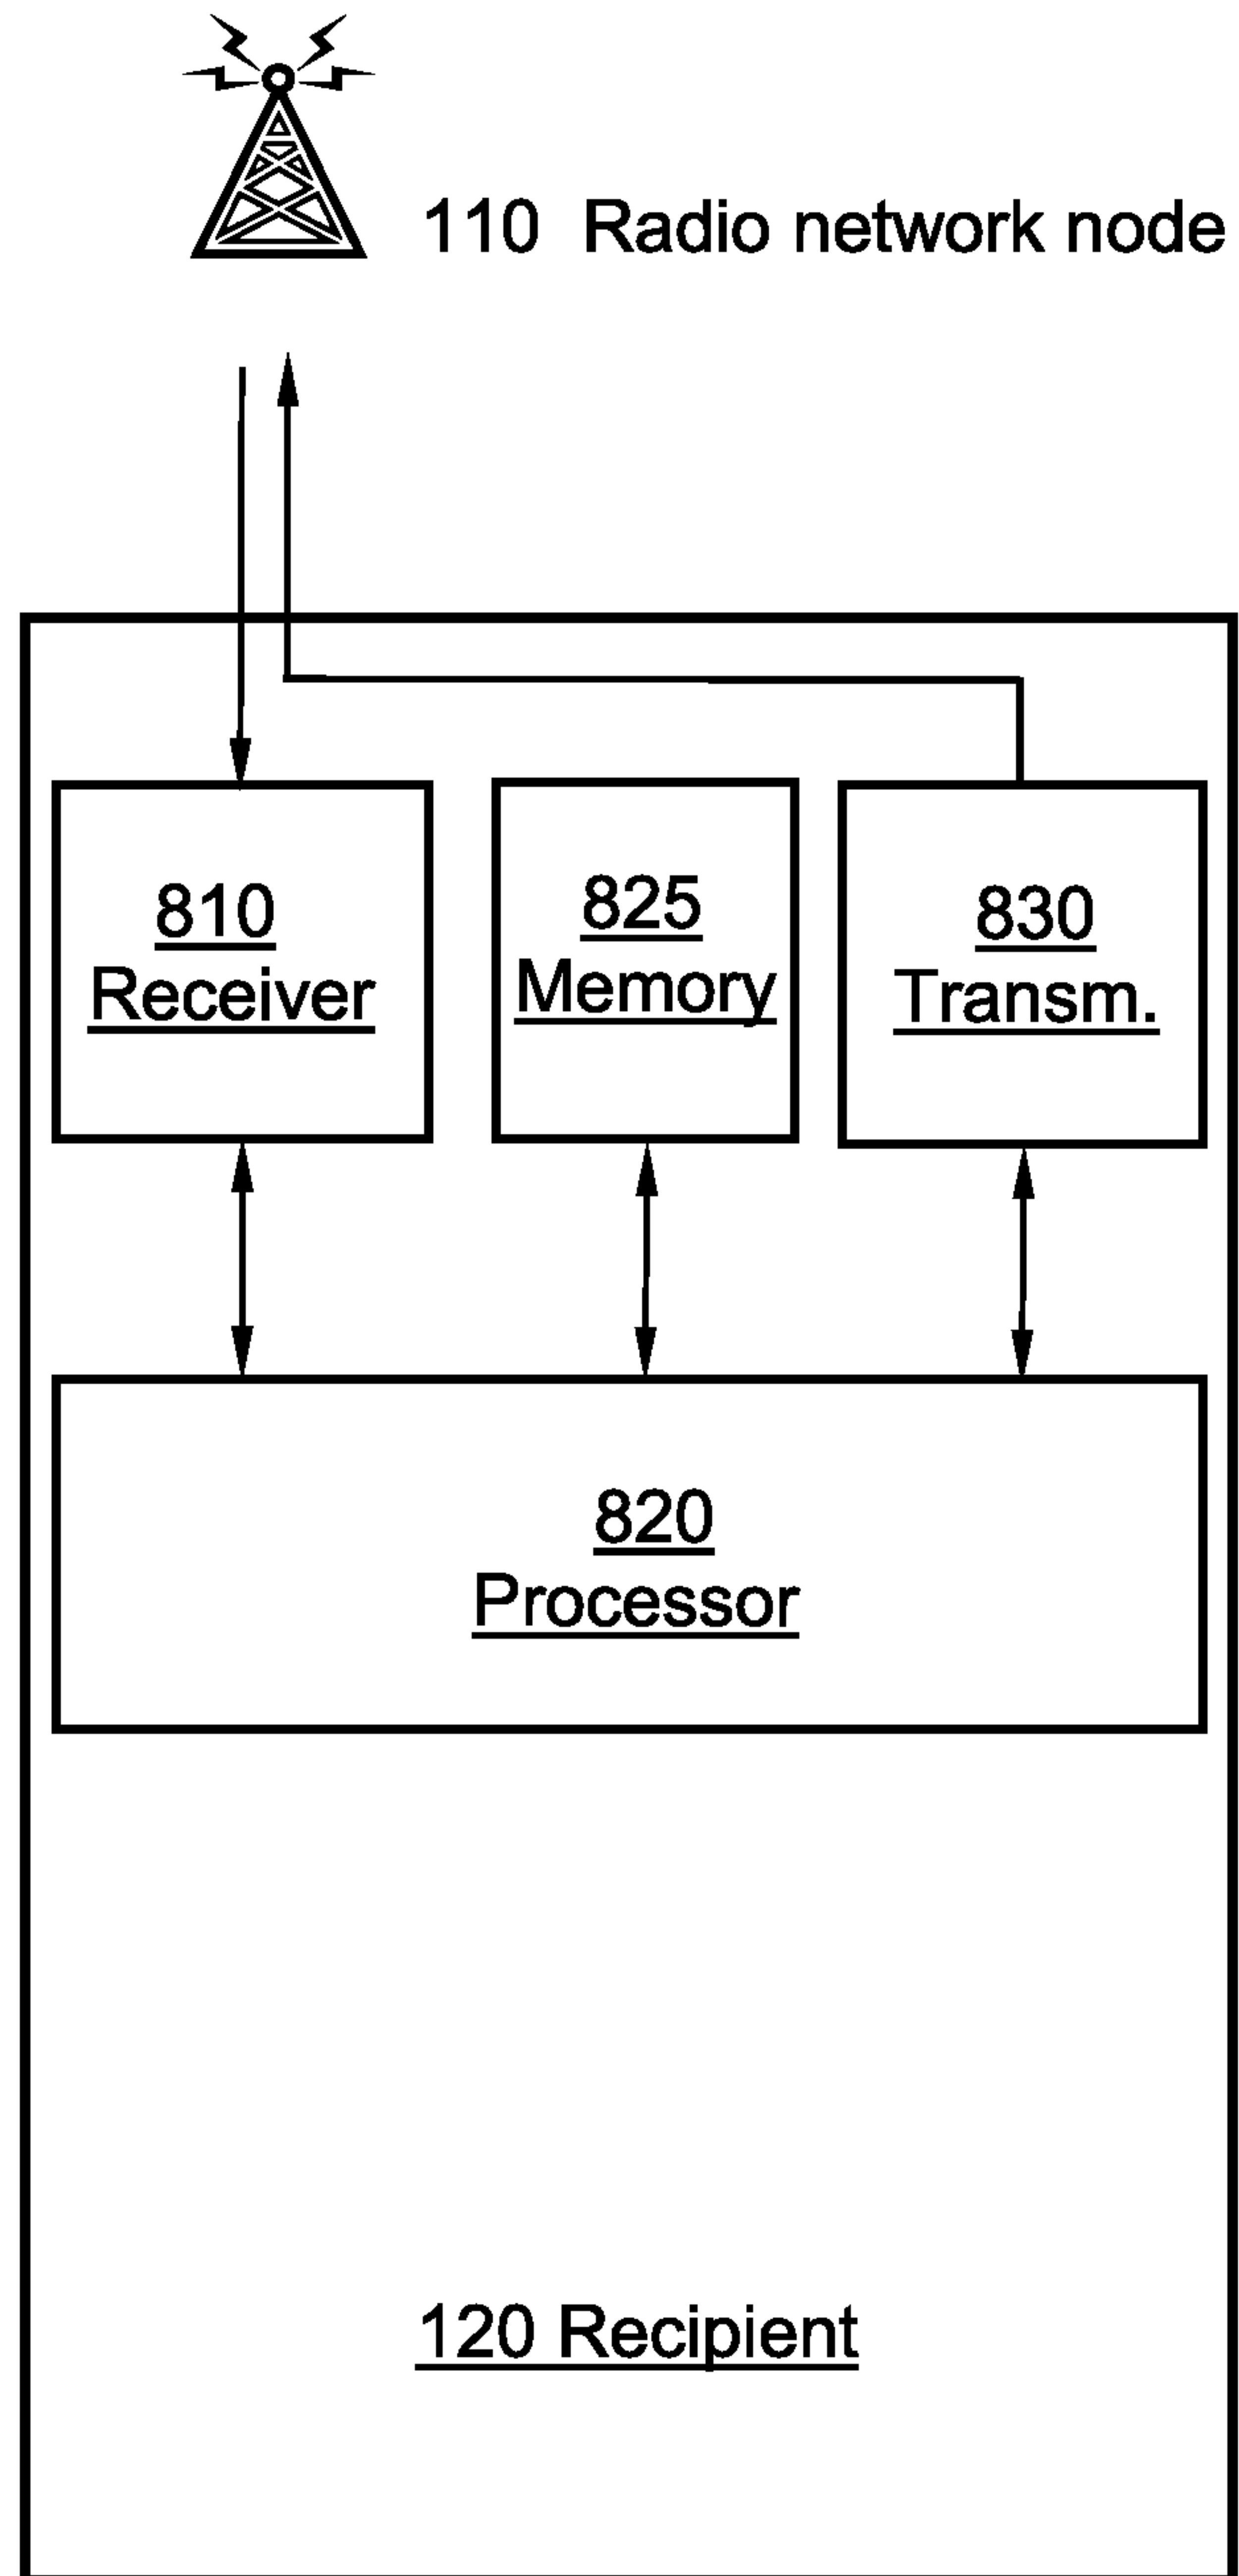 110 Radio network node
810
Receiver
825
Memory
830
Transm.
820
Processor
120 Recipient